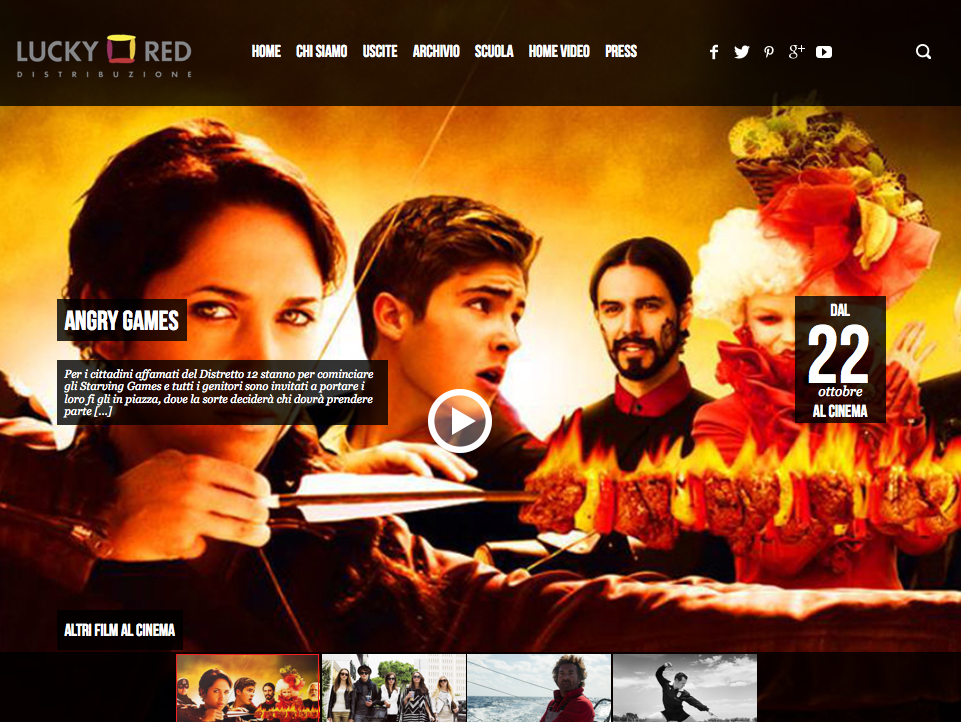 LUCKY RED
DISTRIBUZIONE
HOME CHI SIAMO USCITE ARCHIVIO SCUOLA HOME VIDEO PRESS
ANGRY GAMES
Per i cittadini affamati del Distretto 12 stanno per cominciare
gli Starving Games e tutti i genitori sono invitati a portare i
loro fi gli in piazza, dove la sorte deciderà chi dovrà prendere
parte [...]
DAL
22
ottobre
AL CINEMA
ALTRI FILM AL CINEMA